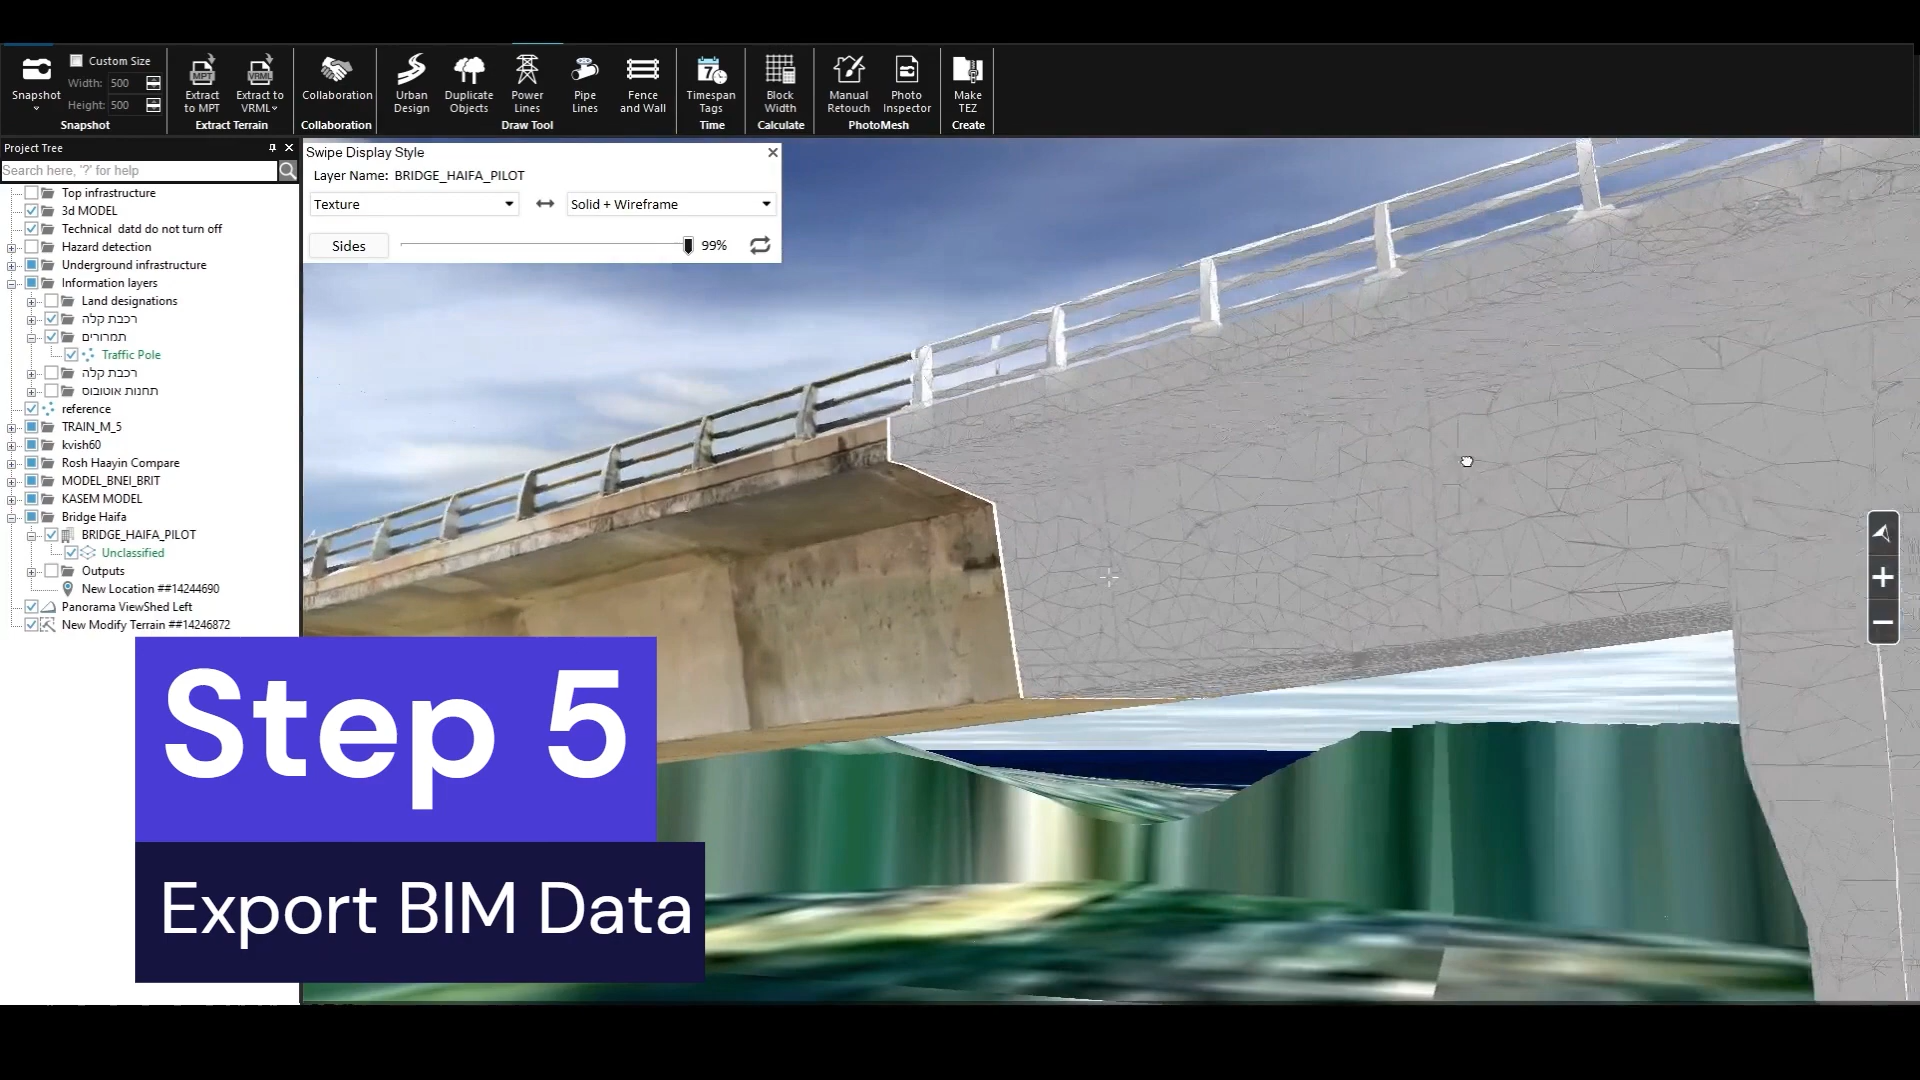 Custom Size
Width: 500
Height: 500
Snapshot
Snapshot
Extract to MPT
Extract to VRML
Extract Terrain
Collaboration
Collaboration
Urban Design
Duplicate Objects
Power Lines
Pipe Lines
Fence and Wall
Draw Tool
Timespan Tags
Time
Block Width
Calculate
Manual Retouch
Photo Inspector
PhotoMesh
Make TEZ
Create
MPT
VRML
7
Project Tree
Search here, '?' for help
Top infrastructure
3d MODEL
Technical datd do not turn off
Hazard detection
Underground infrastructure
Information layers
Land designations
רכבת קלה
תמרורים
Traffic Pole
רכבת קלה
תחנות אוטובוס
reference
TRAIN_M_5
kvish60
Rosh Haayin Compare
MODEL_BNEI_BRIT
KASEM MODEL
Bridge Haifa
BRIDGE_HAIFA_PILOT
Unclassified
Outputs
New Location ##14244690
Panorama ViewShed Left
New Modify Terrain ##14246872
Swipe Display Style
Layer Name: BRIDGE_HAIFA_PILOT
Texture
Solid + Wireframe
Sides
99%
Step 5
Export BIM Data